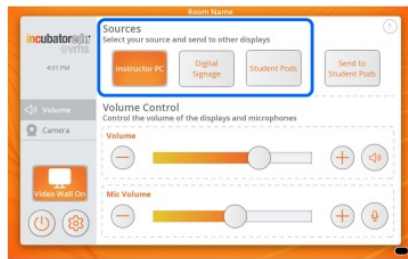 Room Name
incubatoredu
@vrhs
4:01 PM
Volume
Camera
Video Wall On
Sources
Select your source and send to other displays
Instructor PC
Digital
Signage
Student Pods
Send to
Student Pods
Volume Control
Control the volume of the displays and microphones
Volume
Mic Volume